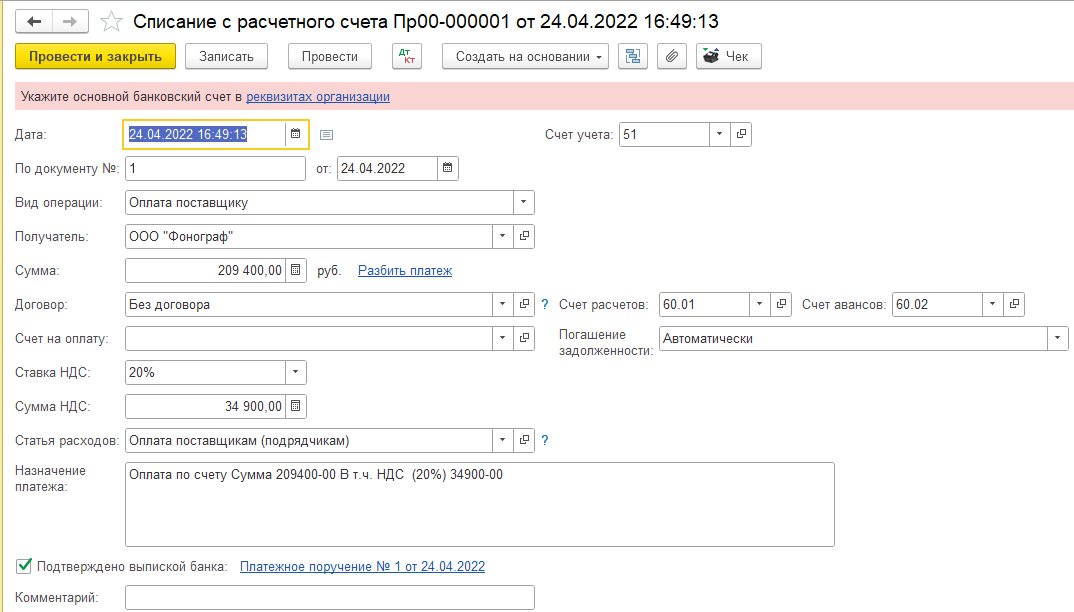 Списание с расчетного счета Пр00-000001 от 24.04.2022 16:49:13
Провести и закрыть Записать Провести Дт Кт Создать на основании Чек
Укажите основной банковский счет в реквизитах организации
Дата: 24.04.2022 16:49:13 Счет учета: 51
По документу №: 1 от: 24.04.2022
Вид операции: Оплата поставщику
Получатель: ООО "Фонограф"
Сумма: 209 400,00 руб. Разбить платеж
Договор: Без договора ? Счет расчетов: 60.01 Счет авансов: 60.02
Счет на оплату: Погашение задолженности: Автоматически
Ставка НДС: 20%
Сумма НДС: 34 900,00
Статья расходов: Оплата поставщикам (подрядчикам) ?
Назначение платежа: Оплата по счету Сумма 209400-00 В т.ч. НДС (20%) 34900-00
Подтверждено выпиской банка: Платежное поручение № 1 от 24.04.2022
Комментарий: